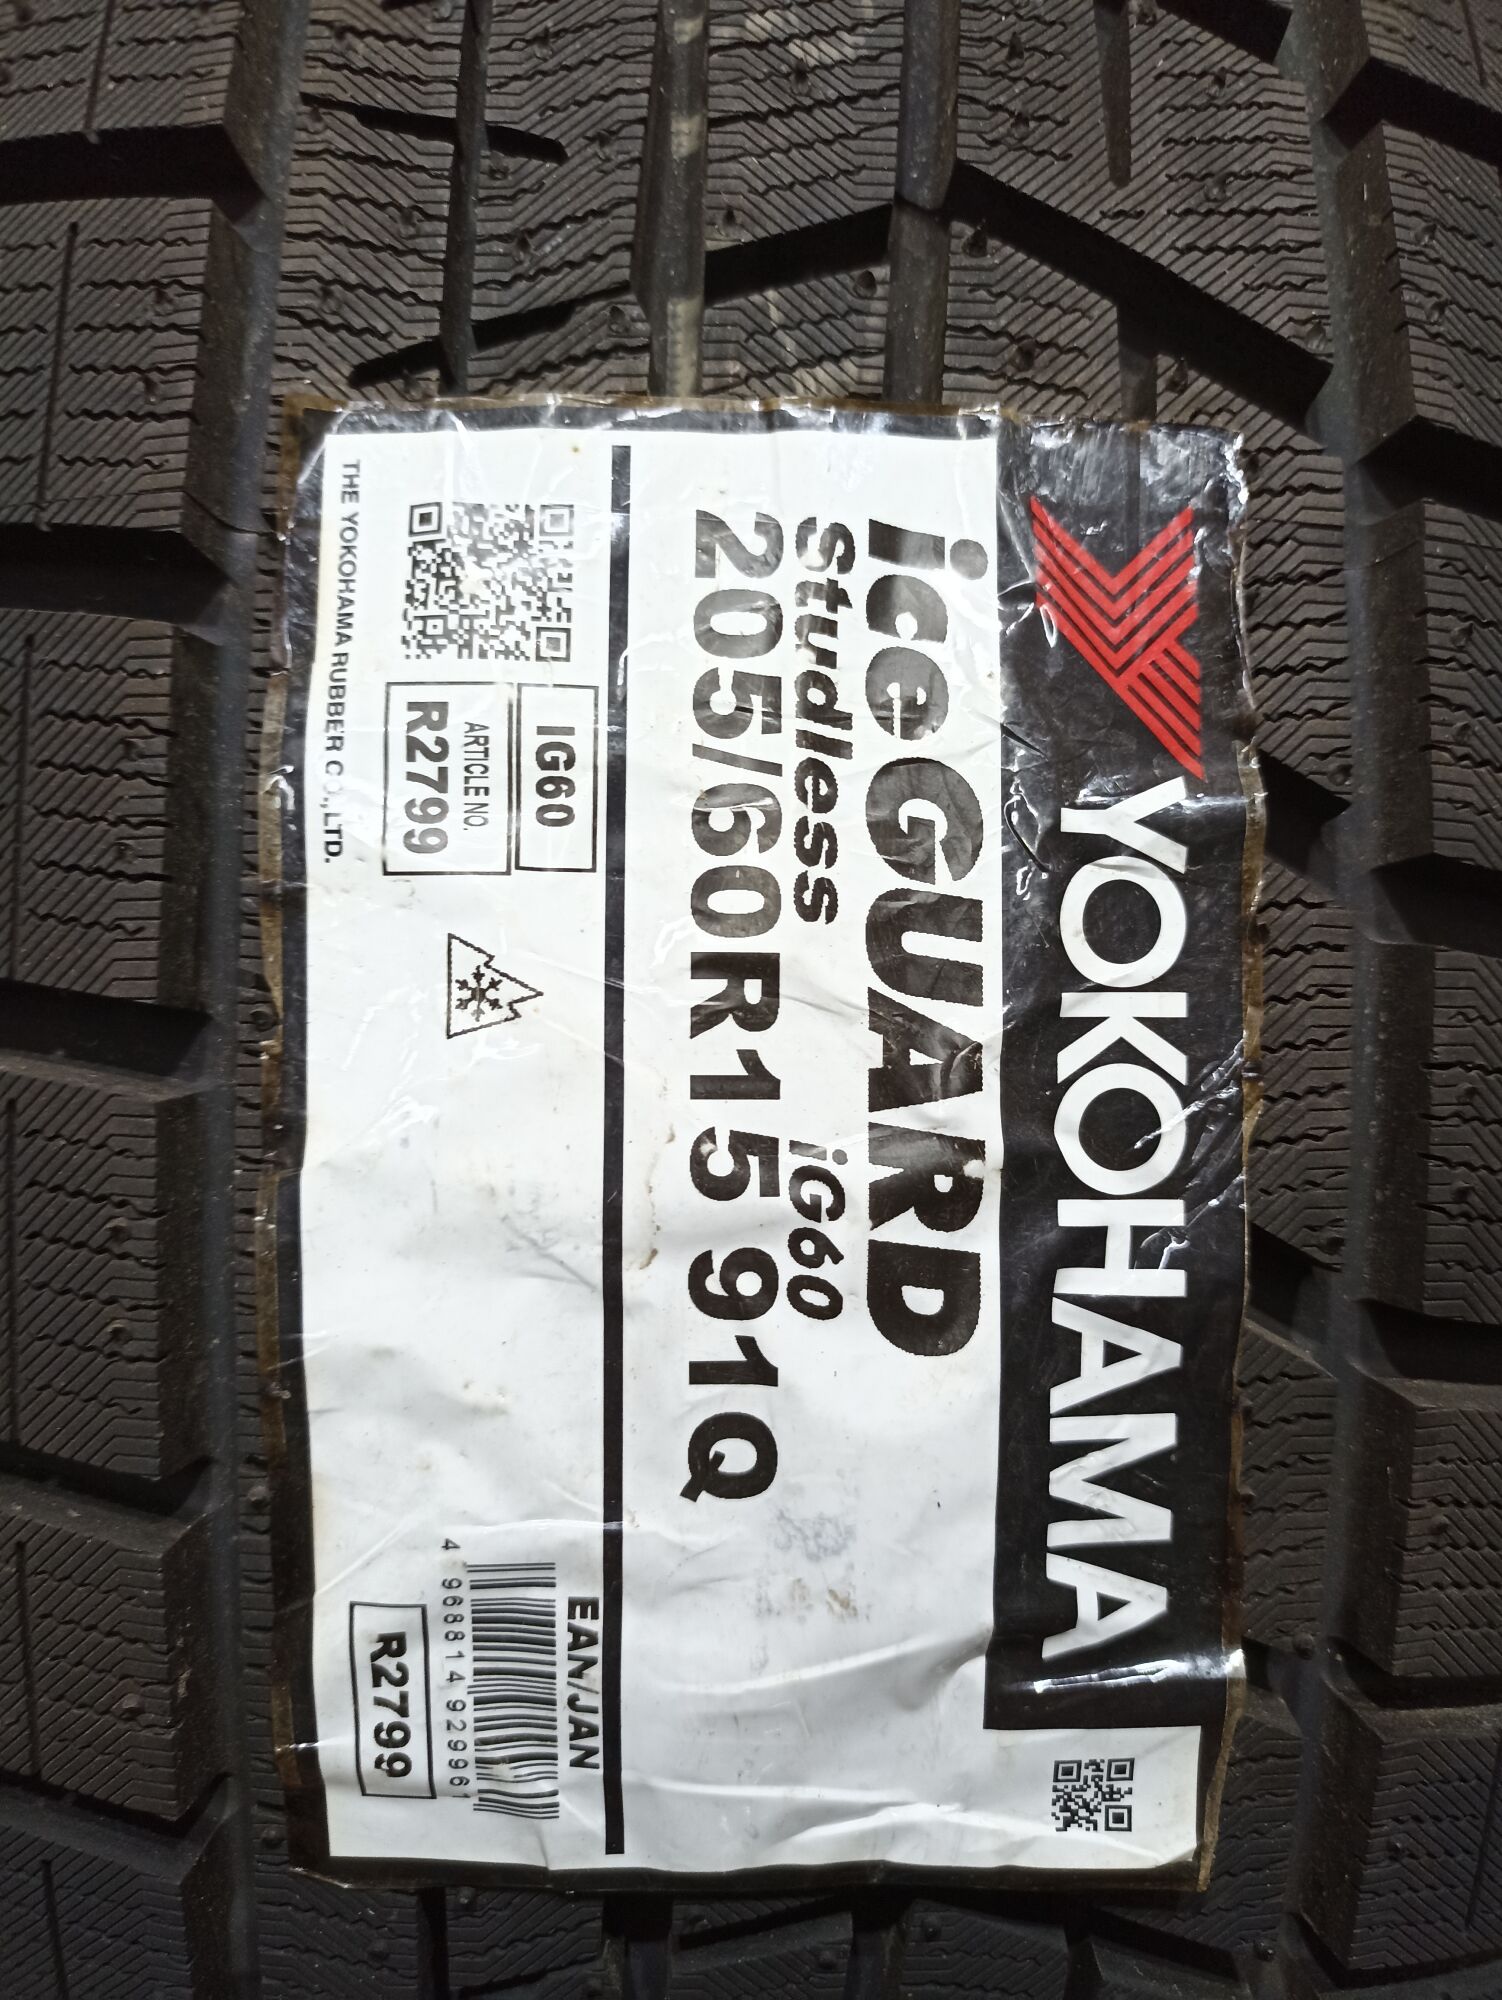 YOKOHAMA
iceGUARD
Studless iG60
205/60R15 91Q
IG60
ARTICLE NO.
R2799
EAN/JAN
4 968814 929961
R2799
THE YOKOHAMA RUBBER CO.,LTD.